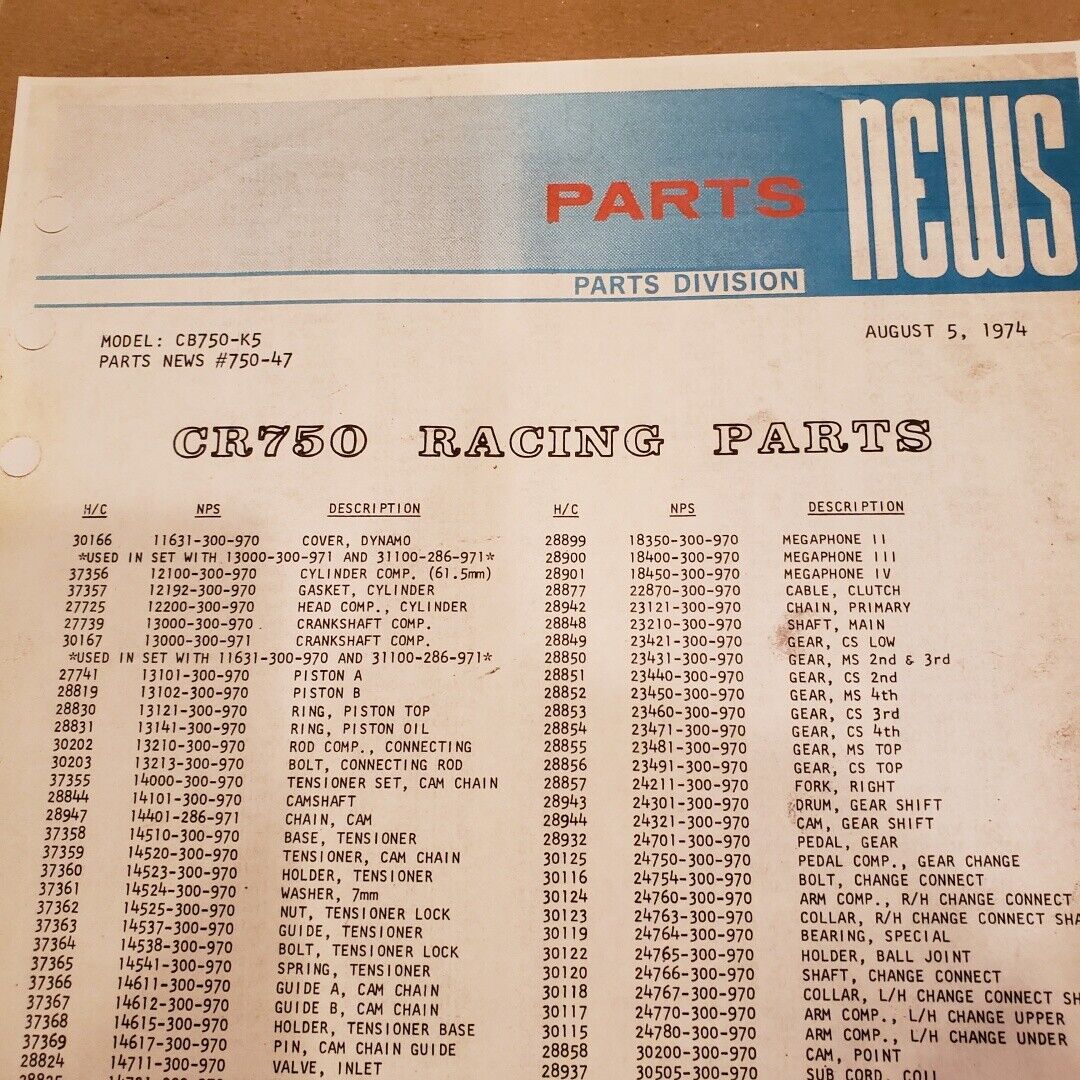 NEWS
PARTS
PARTS DIVISION
MODEL: CB750-K5
PARTS NEWS #750-47
AUGUST 5, 1974
CR750 RACING PARTS
H/C NPS DESCRIPTION
30166 11631-300-970 COVER, DYNAMO
*USED IN SET WITH 13000-300-971 AND 31100-286-971*
37356 12100-300-970 CYLINDER COMP. (61.5mm)
37357 12192-300-970 GASKET, CYLINDER
27725 12200-300-970 HEAD COMP., CYLINDER
27739 13000-300-970 CRANKSHAFT COMP.
30167 13000-300-971 CRANKSHAFT COMP.
*USED IN SET WITH 11631-300-970 AND 31100-286-971*
27741 13101-300-970 PISTON A
28819 13102-300-970 PISTON B
28830 13121-300-970 RING, PISTON TOP
28831 13141-300-970 RING, PISTON OIL
30202 13210-300-970 ROD COMP., CONNECTING
30203 13213-300-970 BOLT, CONNECTING ROD
37355 14000-300-970 TENSIONER SET, CAM CHAIN
28844 14101-300-970 CAMSHAFT
28947 14401-286-971 CHAIN, CAM
37358 14510-300-970 BASE, TENSIONER
37359 14520-300-970 TENSIONER, CAM CHAIN
37360 14523-300-970 HOLDER, TENSIONER
37361 14524-300-970 WASHER, 7mm
37362 14525-300-970 NUT, TENSIONER LOCK
37363 14537-300-970 GUIDE, TENSIONER
37364 14538-300-970 BOLT, TENSIONER LOCK
37365 14541-300-970 SPRING, TENSIONER
37366 14611-300-970 GUIDE A, CAM CHAIN
37367 14612-300-970 GUIDE B, CAM CHAIN
37368 14615-300-970 HOLDER, TENSIONER BASE
37369 14617-300-970 PIN, CAM CHAIN GUIDE
28824 14711-300-970 VALVE, INLET
H/C NPS DESCRIPTION
28899 18350-300-970 MEGAPHONE II
28900 18400-300-970 MEGAPHONE III
28901 18450-300-970 MEGAPHONE IV
28877 22870-300-970 CABLE, CLUTCH
28942 23121-300-970 CHAIN, PRIMARY
28848 23210-300-970 SHAFT, MAIN
28849 23421-300-970 GEAR, CS LOW
28850 23431-300-970 GEAR, MS 2nd & 3rd
28851 23440-300-970 GEAR, CS 2nd
28852 23450-300-970 GEAR, MS 4th
28853 23460-300-970 GEAR, CS 3rd
28854 23471-300-970 GEAR, CS 4th
28855 23481-300-970 GEAR, MS TOP
28856 23491-300-970 GEAR, CS TOP
28857 24211-300-970 FORK, RIGHT
28943 24301-300-970 DRUM, GEAR SHIFT
28944 24321-300-970 CAM, GEAR SHIFT
28932 24701-300-970 PEDAL, GEAR
30125 24750-300-970 PEDAL COMP., GEAR CHANGE
30116 24754-300-970 BOLT, CHANGE CONNECT
30124 24760-300-970 ARM COMP., R/H CHANGE CONNECT
30123 24763-300-970 COLLAR, R/H CHANGE CONNECT SHA
30119 24764-300-970 BEARING, SPECIAL
30122 24765-300-970 HOLDER, BALL JOINT
30120 24766-300-970 SHAFT, CHANGE CONNECT
30118 24767-300-970 COLLAR, L/H CHANGE CONNECT SH
30117 24770-300-970 ARM COMP., L/H CHANGE UPPER
30115 24780-300-970 ARM COMP., L/H CHANGE UNDER
28858 30200-300-970 CAM, POINT
28937 30505-300-970 SUB CORD, COIL